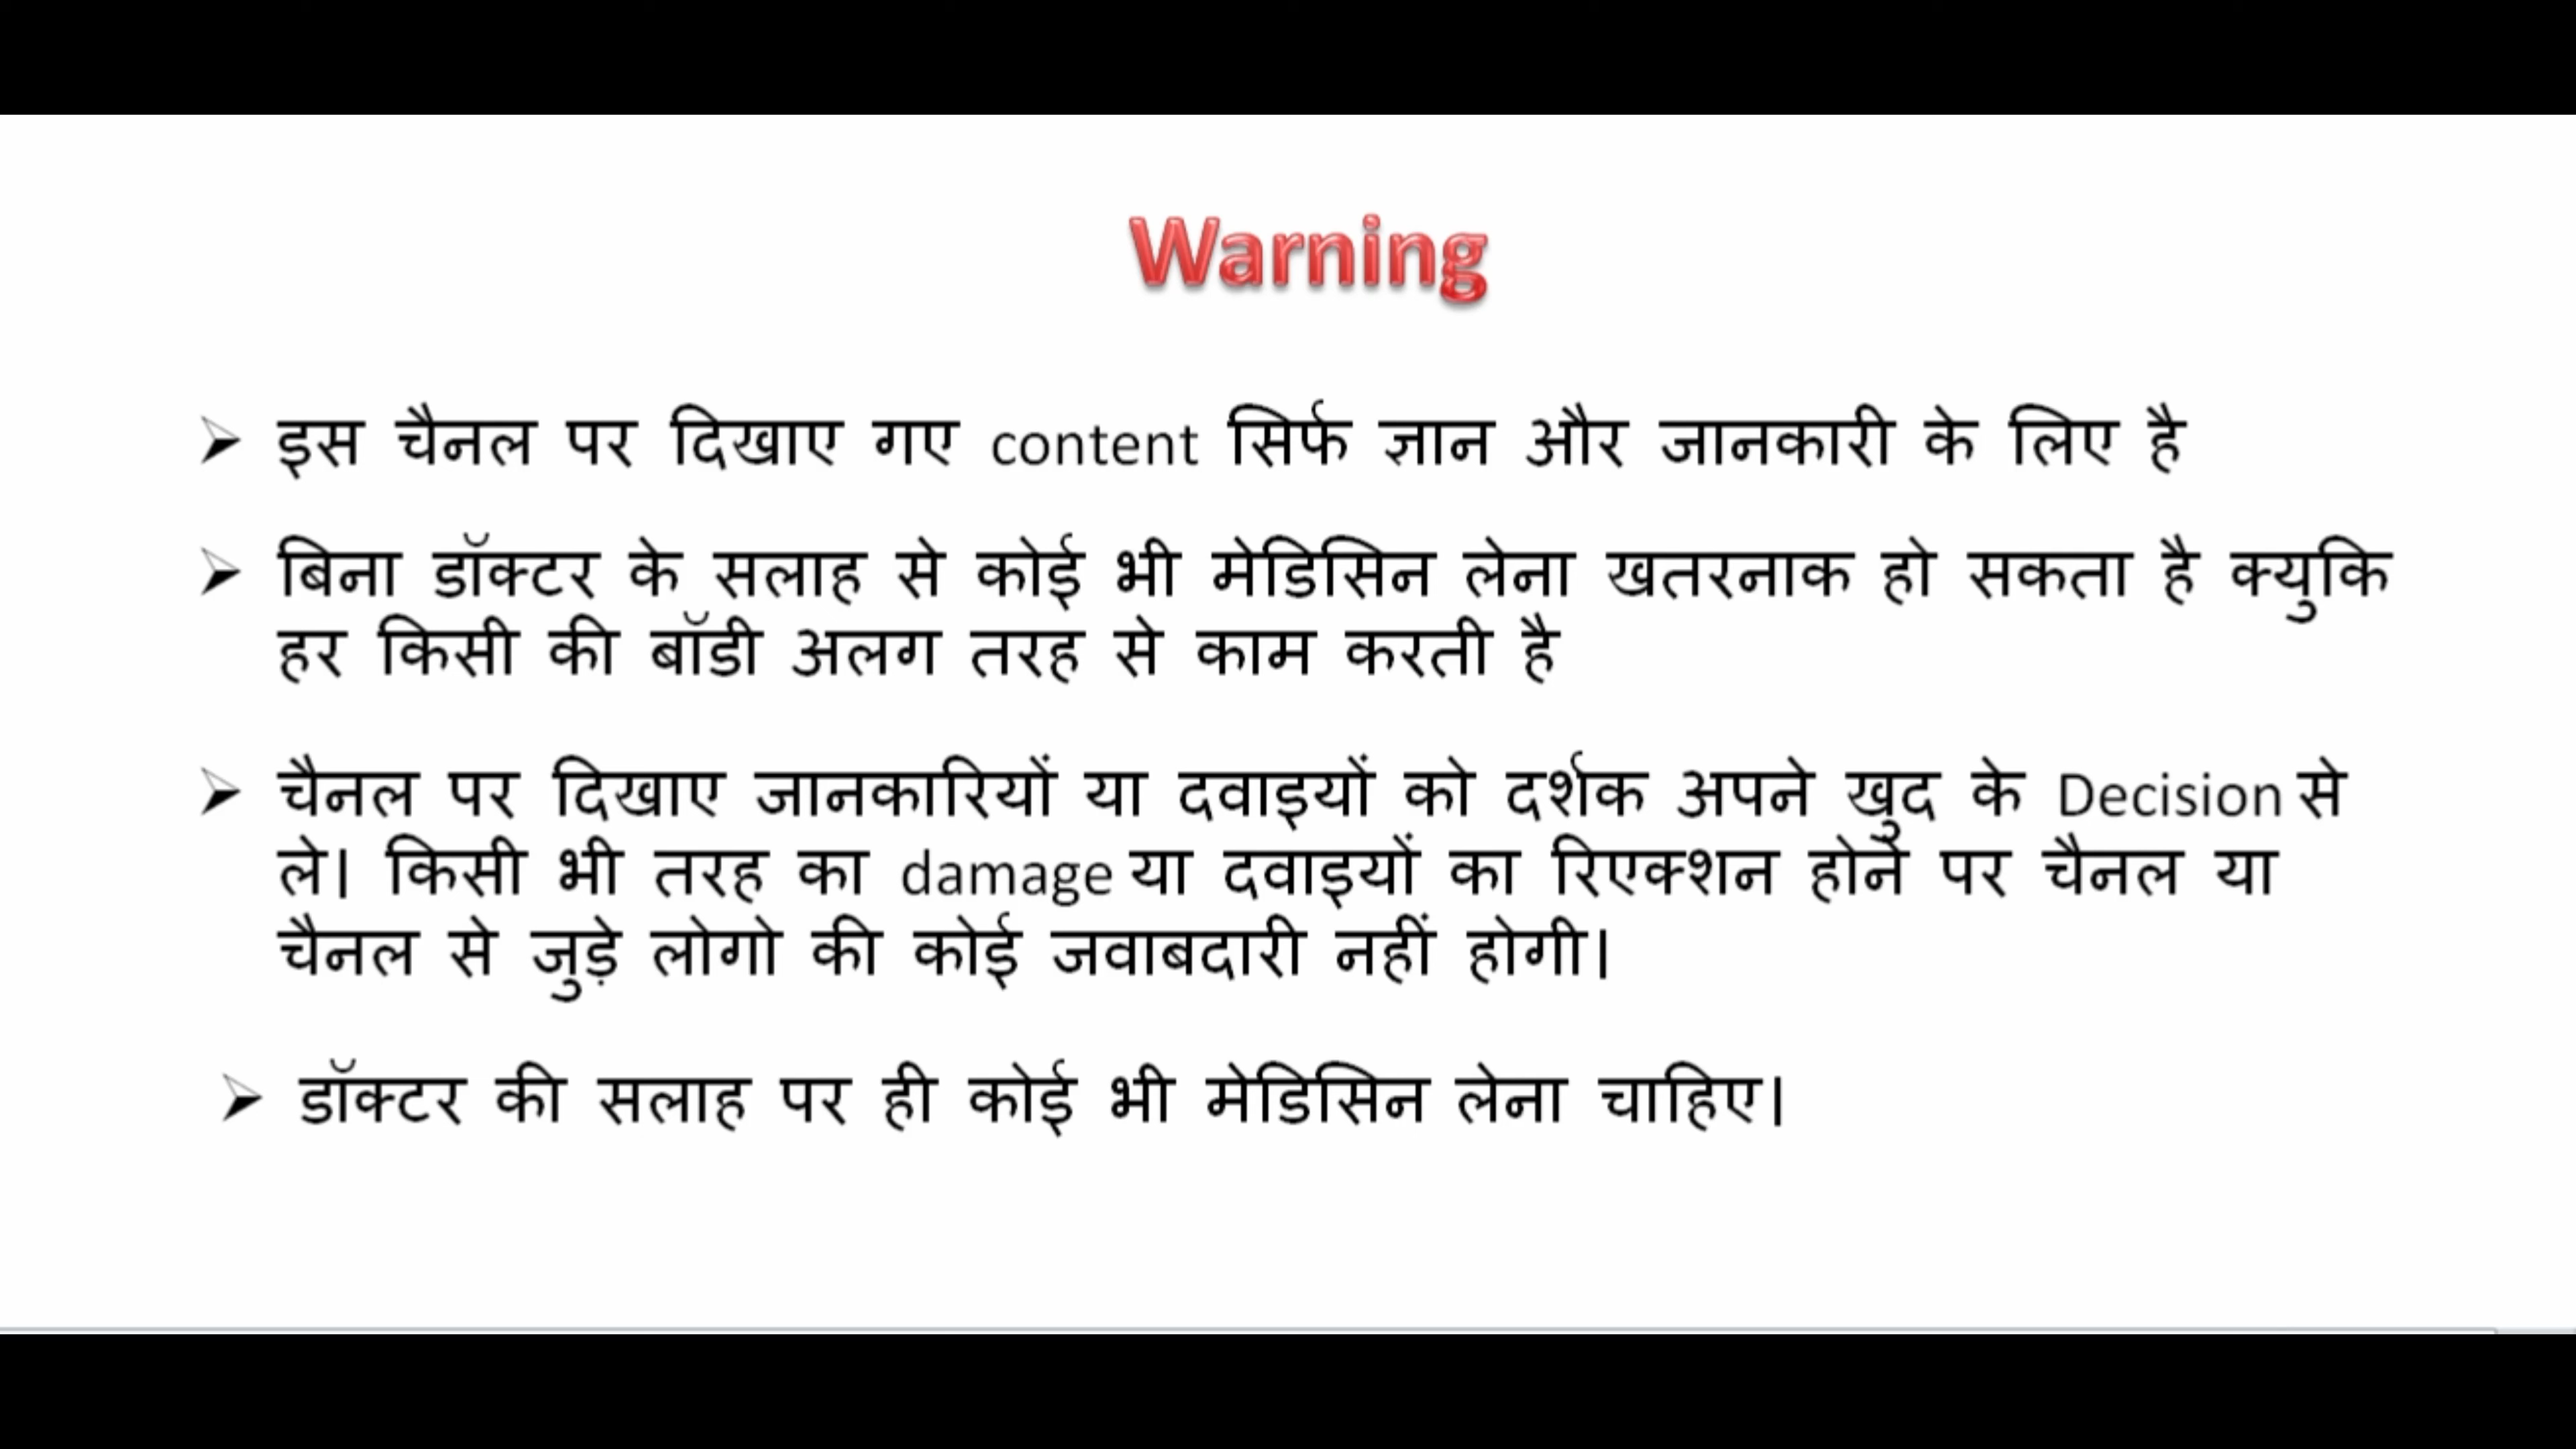 Warning
➢ इस चैनल पर दिखाए गए content सिर्फ ज्ञान और जानकारी के लिए है
➢ बिना डॉक्टर के सलाह से कोई भी मेडिसिन लेना खतरनाक हो सकता है क्युकि
हर किसी की बॉडी अलग तरह से काम करती है
➢ चैनल पर दिखाए जानकारियों या दवाइयों को दर्शक अपने खुद के Decision से
ले। किसी भी तरह का damage या दवाइयों का रिएक्शन होने पर चैनल या
चैनल से जुड़े लोगो की कोई जवाबदारी नहीं होगी।
➢ डॉक्टर की सलाह पर ही कोई भी मेडिसिन लेना चाहिए।